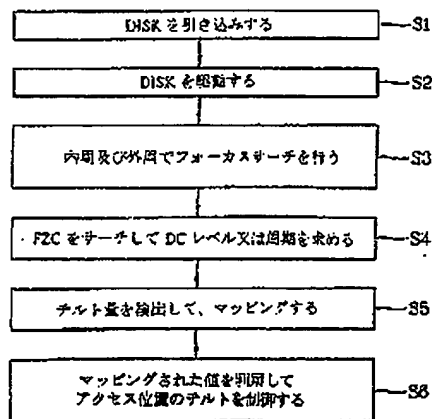 DISK を引き込みする
S1
DISK を駆動する
S2
内周及び外周でフォーカスサーチを行う
S3
FZC をサーチして DC レベル又は周期を求める
S4
チルト量を検出して、マッピングする
S5
マッピングされた値を利用して
アクセス位置のチルトを制御する
S6